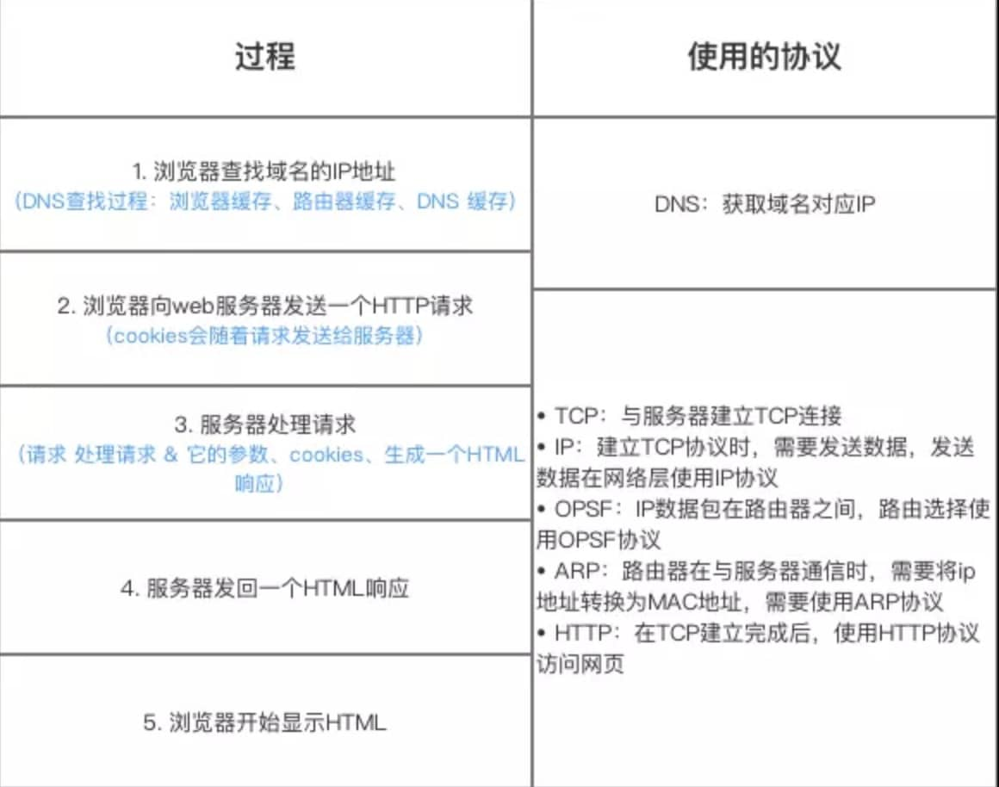 过程
使用的协议
1. 浏览器查找域名的IP地址
(DNS查找过程：浏览器缓存、路由器缓存、DNS 缓存)
DNS：获取域名对应IP
2. 浏览器向web服务器发送一个HTTP请求
(cookies会随着请求发送给服务器)
3. 服务器处理请求
(请求 处理请求 & 它的参数、cookies、生成一个HTML
响应)
4. 服务器发回一个HTML响应
5. 浏览器开始显示HTML
• TCP：与服务器建立TCP连接
• IP：建立TCP协议时，需要发送数据，发送
数据在网络层使用IP协议
• OPSF：IP数据包在路由器之间，路由选择使
用OPSF协议
• ARP：路由器在与服务器通信时，需要将ip
地址转换为MAC地址，需要使用ARP协议
• HTTP：在TCP建立完成后，使用HTTP协议
访问网页